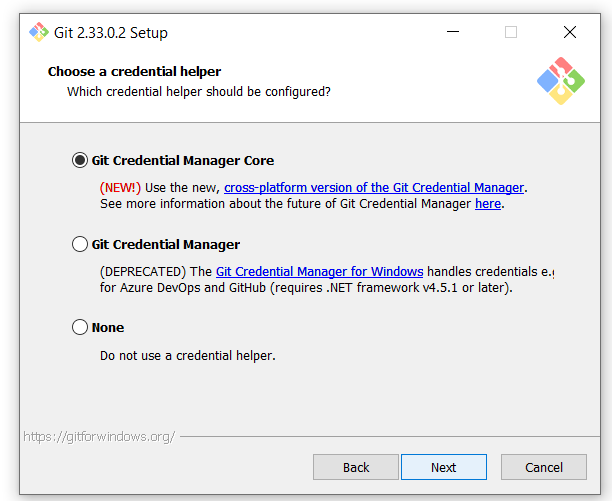 Git 2.33.0.2 Setup
Choose a credential helper
Which credential helper should be configured?
Git Credential Manager Core
(NEW!) Use the new, cross-platform version of the Git Credential Manager.
See more information about the future of Git Credential Manager here.
Git Credential Manager
(DEPRECATED) The Git Credential Manager for Windows handles credentials e.g
for Azure DevOps and GitHub (requires .NET framework v4.5.1 or later).
None
Do not use a credential helper.
https://gitforwindows.org/
Back Next Cancel